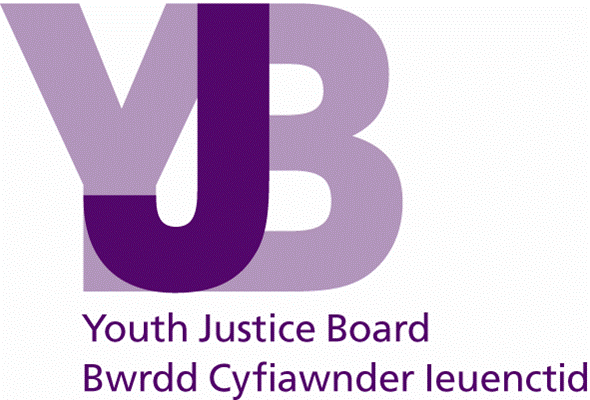 YJB
Youth Justice Board
Bwrdd Cyfiawnder Ieuenctid